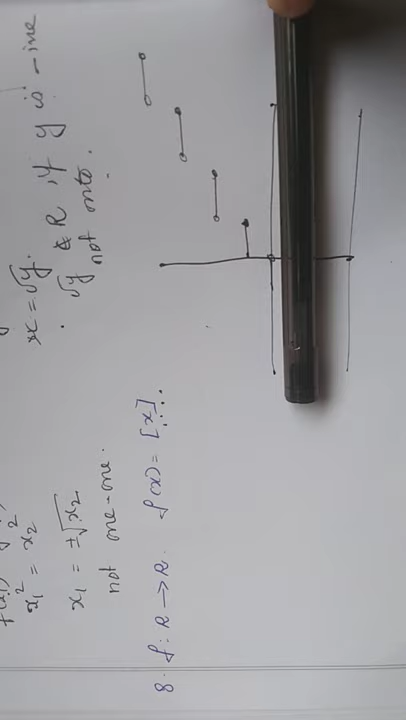 x₁² = x₂²
x₁ = ±√x₂
not one-one.
x = √y.
√y ∉ R, if y is -ive
. not onto.
8. f: R → R. f(x) = [x]...